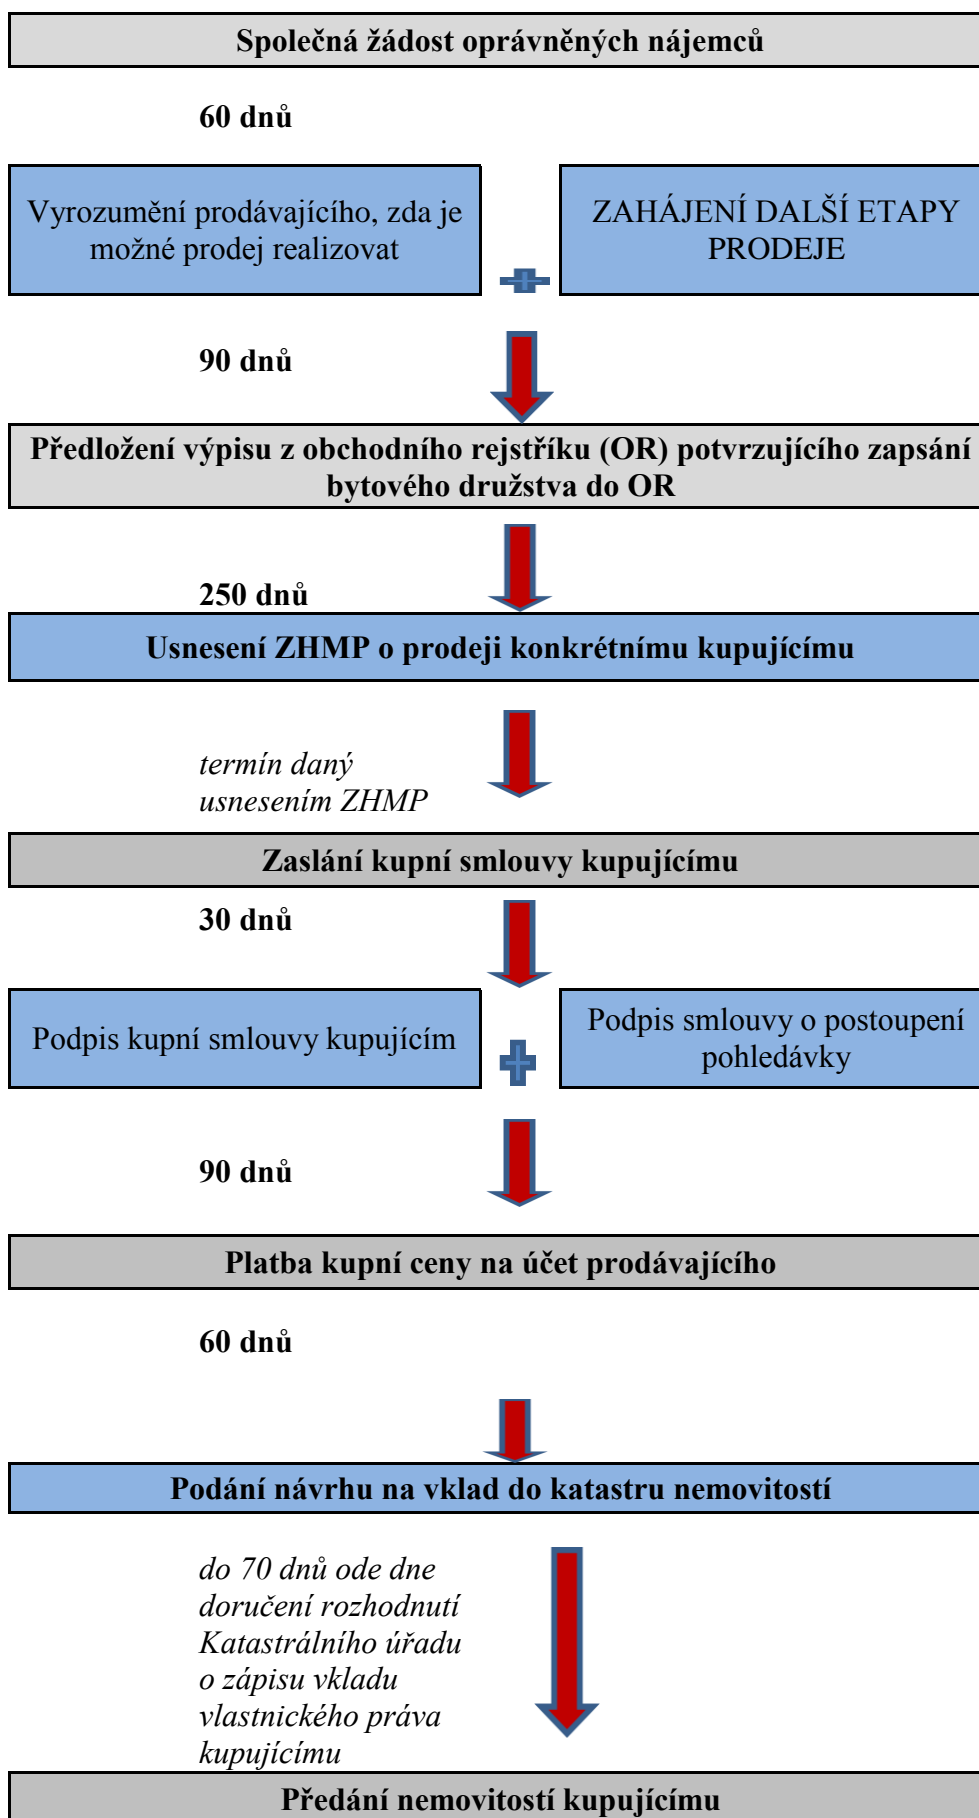 Společná žádost oprávněných nájemců
60 dnů
Vyrozumění prodávajícího, zda je
možné prodej realizovat
ZAHÁJENÍ DALŠÍ ETAPY
PRODEJE
90 dnů
Předložení výpisu z obchodního rejstříku (OR) potvrzujícího zapsání
bytového družstva do OR
250 dnů
Usnesení ZHMP o prodeji konkrétnímu kupujícímu
termín daný
usnesením ZHMP
Zaslání kupní smlouvy kupujícímu
30 dnů
Podpis kupní smlouvy kupujícím
Podpis smlouvy o postoupení
pohledávky
90 dnů
Platba kupní ceny na účet prodávajícího
60 dnů
Podání návrhu na vklad do katastru nemovitostí
do 70 dnů ode dne
doručení rozhodnutí
Katastrálního úřadu
o zápisu vkladu
vlastnického práva
kupujícímu
Předání nemovitostí kupujícímu